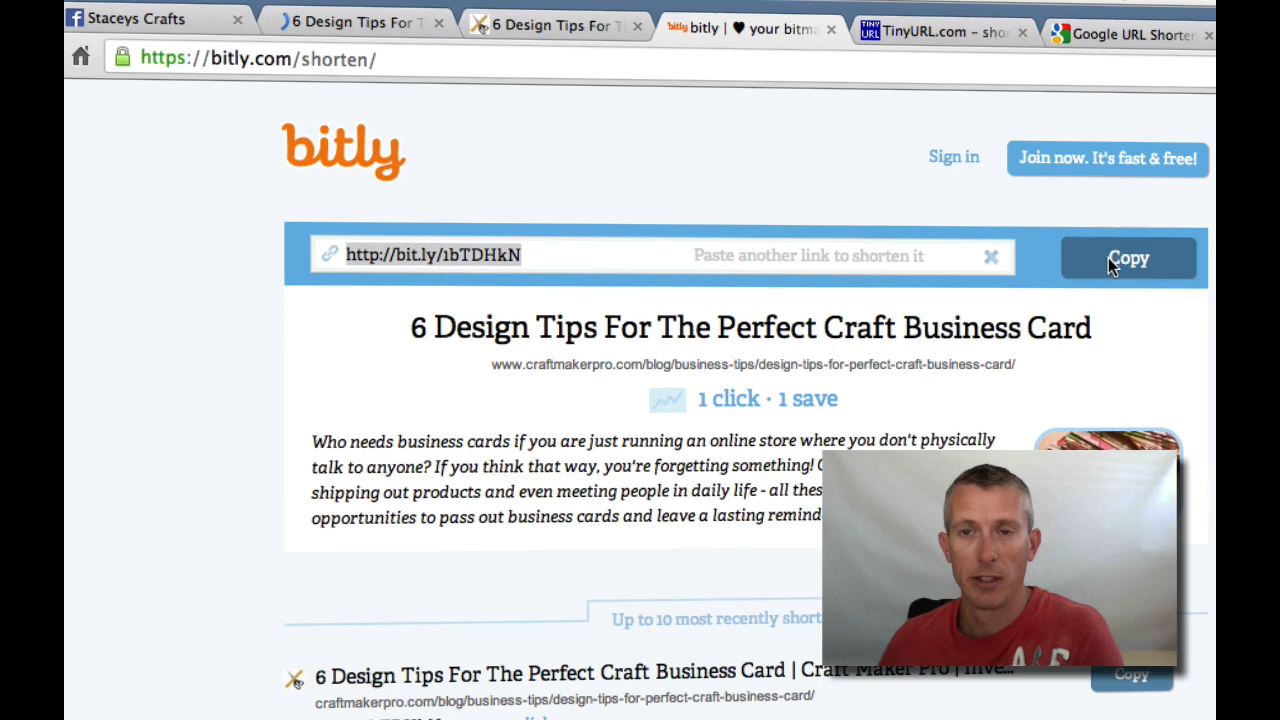 Staceys Crafts
6 Design Tips For T
6 Design Tips For Ti
bitly | ♥ your bitma
TinyURL.com - shor
Google URL Shorten
https://bitly.com/shorten/
bitly
Sign in
Join now. It's fast & free!
http://bit.ly/1bTDHkN
Paste another link to shorten it
Copy
6 Design Tips For The Perfect Craft Business Card
www.craftmakerpro.com/blog/business-tips/design-tips-for-perfect-craft-business-card/
1 click · 1 save
Who needs business cards if you are just running an online store where you don't physically
talk to anyone? If you think that way, you're forgetting something!
shipping out products and even meeting people in daily life - all these
opportunities to pass out business cards and leave a lasting remind
Up to 10 most recently short
6 Design Tips For The Perfect Craft Business Card | Craft Maker Pro | Inve...
craftmakerpro.com/blog/business-tips/design-tips-for-perfect-craft-business-card/
Copy